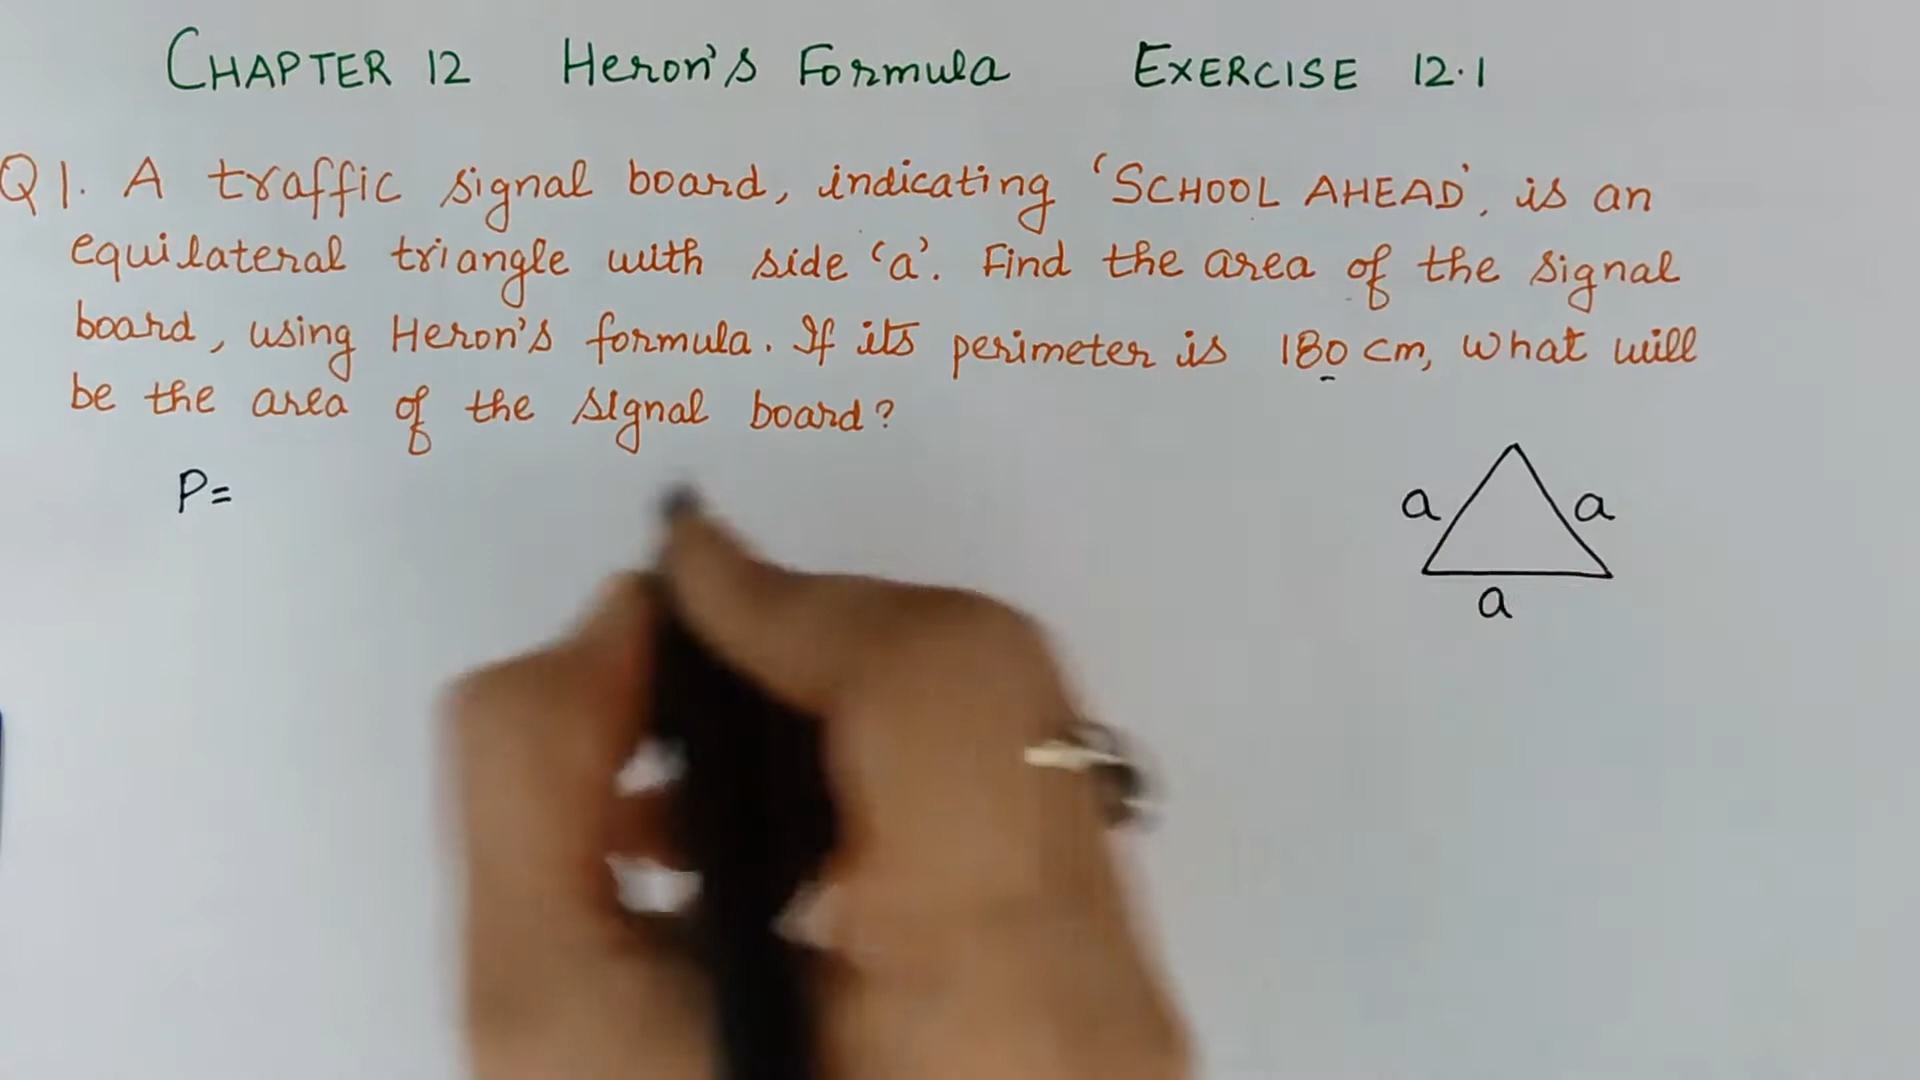 CHAPTER 12 Heron's Formula EXERCISE 12.1
Q1. A traffic signal board, indicating 'SCHOOL AHEAD', is an
equilateral triangle with side 'a'. Find the area of the signal
board, using Heron's formula. If its perimeter is 180 cm, what will
be the area of the signal board?
P=
a a
a